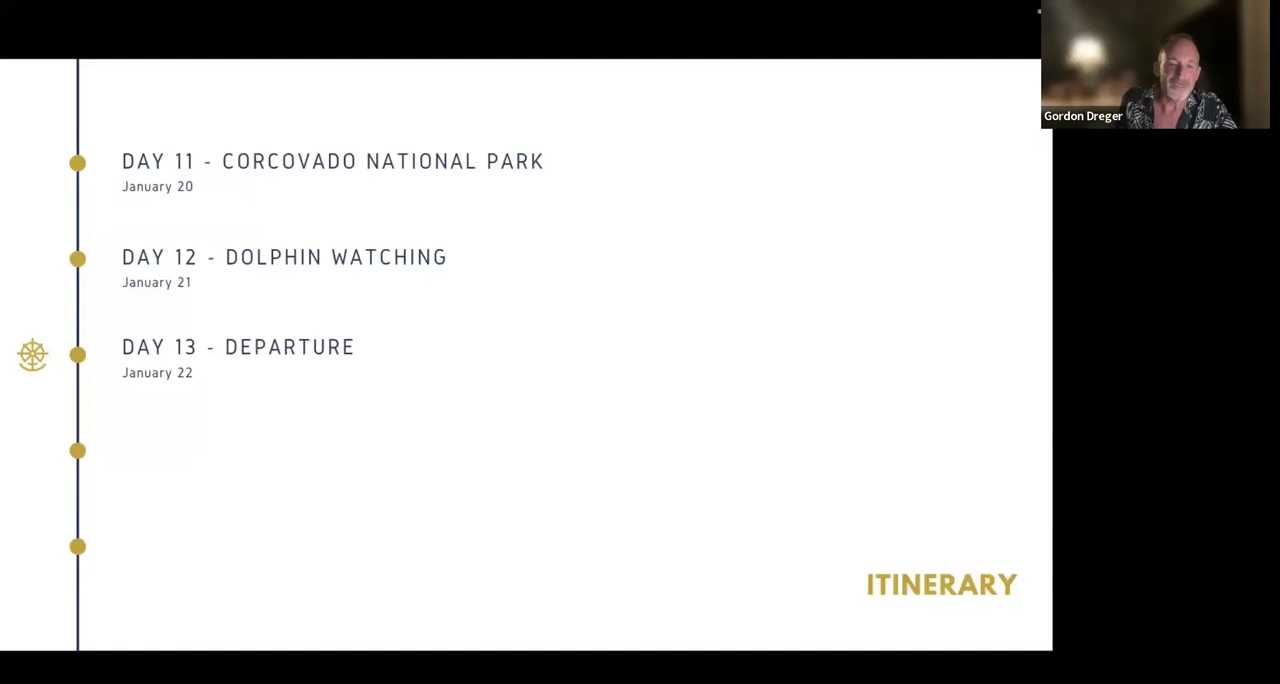 Gordon Dreger
DAY 11 - CORCOVADO NATIONAL PARK
January 20
DAY 12 - DOLPHIN WATCHING
January 21
DAY 13 - DEPARTURE
January 22
ITINERARY